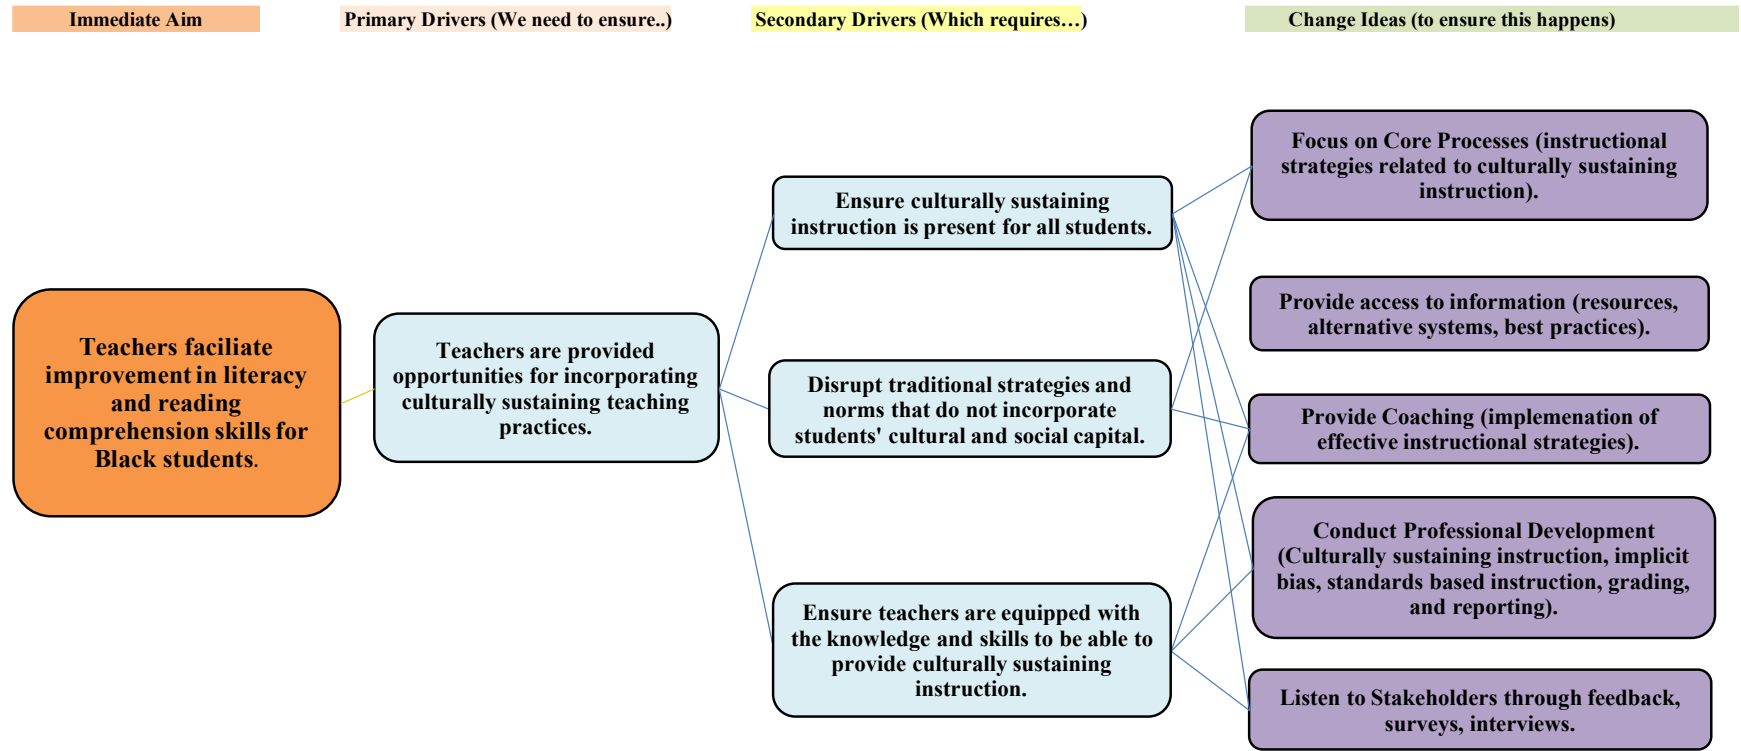 Immediate Aim
Primary Drivers (We need to ensure..)
Secondary Drivers (Which requires…)
Change Ideas (to ensure this happens)
Teachers faciliate
improvement in literacy
and reading
comprehension skills for
Black students.
Teachers are provided
opportunities for incorporating
culturally sustaining teaching
practices.
Ensure culturally sustaining
instruction is present for all students.
Disrupt traditional strategies and
norms that do not incorporate
students' cultural and social capital.
Ensure teachers are equipped with
the knowledge and skills to be able to
provide culturally sustaining
instruction.
Focus on Core Processes (instructional
strategies related to culturally sustaining
instruction).
Provide access to information (resources,
alternative systems, best practices).
Provide Coaching (implemenation of
effective instructional strategies).
Conduct Professional Development
(Culturally sustaining instruction, implicit
bias, standards based instruction, grading,
and reporting).
Listen to Stakeholders through feedback,
surveys, interviews.